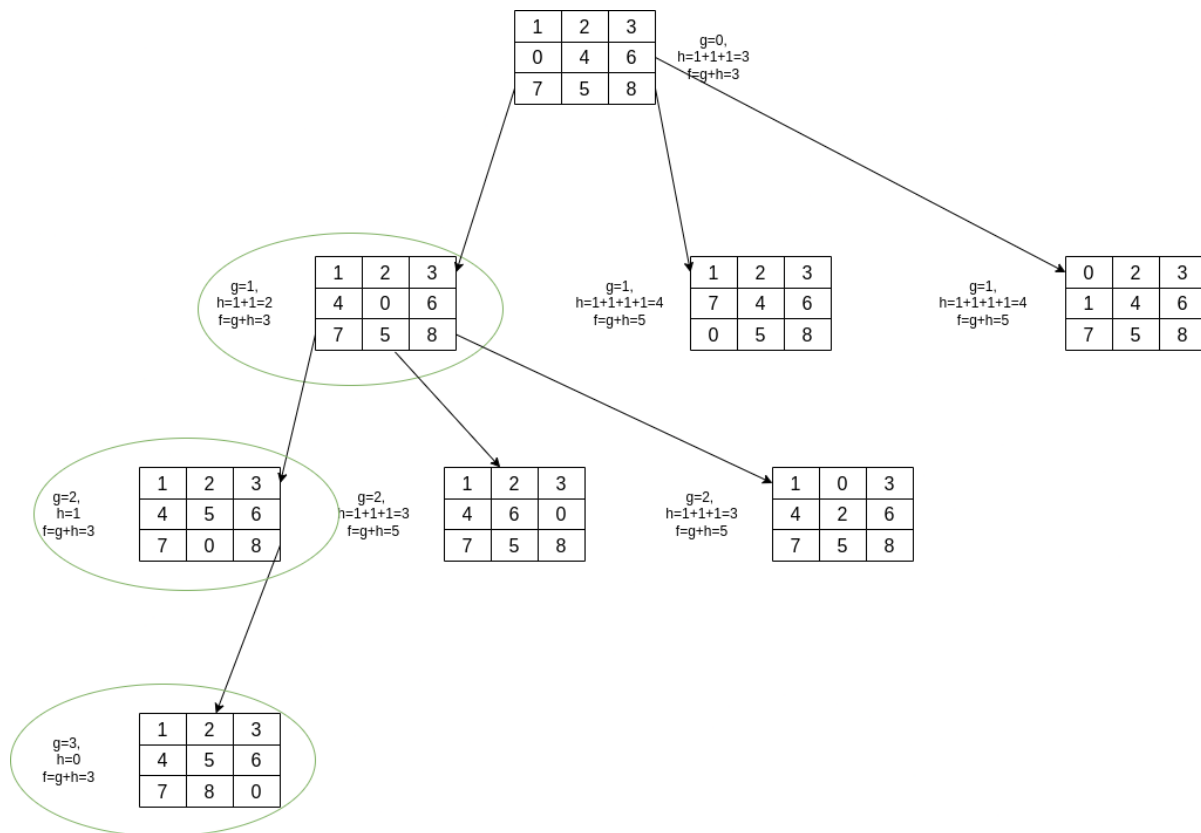 1 2 3
0 4 6
7 5 8
g=0,
h=1+1+1=3
f=g+h=3
g=1,
h=1+1=2
f=g+h=3
1 2 3
4 0 6
7 5 8
g=1,
h=1+1+1+1=4
f=g+h=5
1 2 3
7 4 6
0 5 8
g=1,
h=1+1+1+1=4
f=g+h=5
0 2 3
1 4 6
7 5 8
g=2,
h=1
f=g+h=3
1 2 3
4 5 6
7 0 8
g=2,
h=1+1+1=3
f=g+h=5
1 2 3
4 6 0
7 5 8
g=2,
h=1+1+1=3
f=g+h=5
1 0 3
4 2 6
7 5 8
g=3,
h=0
f=g+h=3
1 2 3
4 5 6
7 8 0